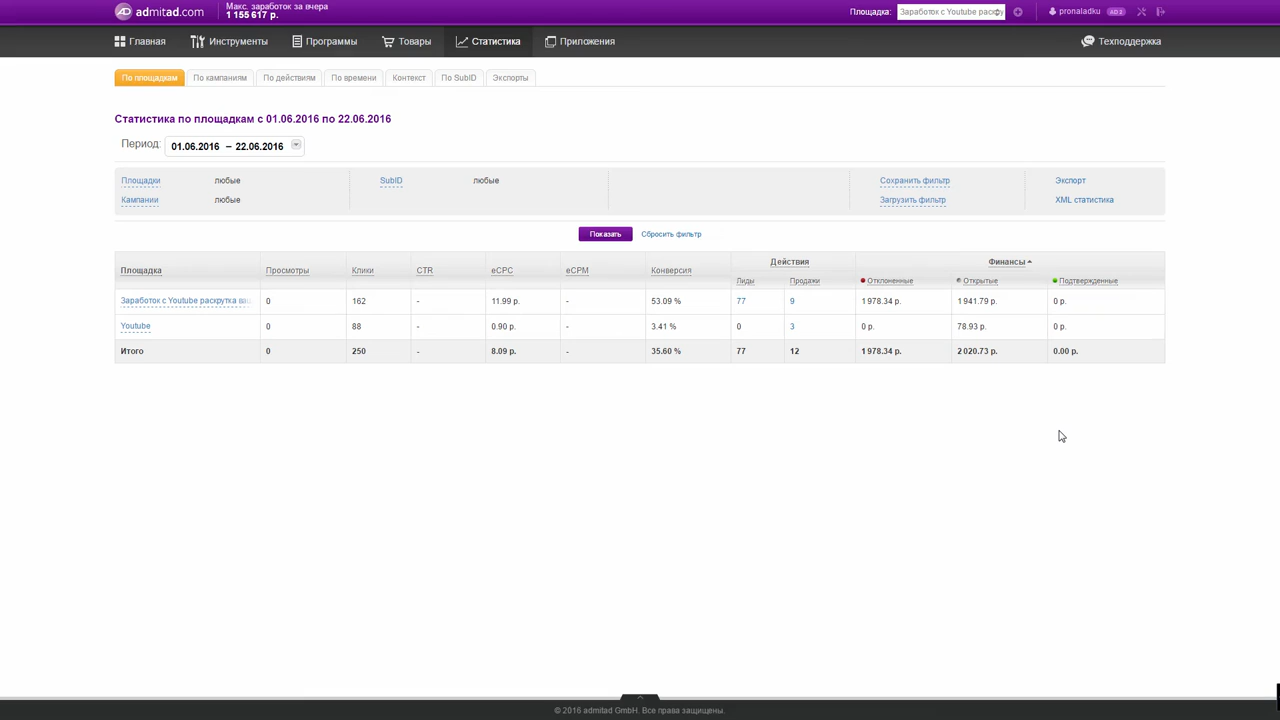 admitad.com
Макс. заработок за вчера
1 155 617 р.
Площадка: Заработок с Youtube раскру
pronaladku AD2
Главная Инструменты Программы Товары Статистика Приложения Техподдержка
По площадкам По кампаниям По действиям По времени Контекст По SubID Экспорты
Статистика по площадкам с 01.06.2016 по 22.06.2016
Период: 01.06.2016 – 22.06.2016
Площадки любые SubID любые Сохранить фильтр Экспорт
Кампании любые Загрузить фильтр XML статистика
Показать Сбросить фильтр
Действия Финансы
Площадка Просмотры Клики CTR eCPC eCPM Конверсия
Лиды Продажи Отклоненные Открытые Подтвержденные
Заработок с Youtube раскрутка ваш 0 162 - 11.99 р. - 53.09 % 77 9 1 978.34 р. 1 941.79 р. 0 р.
Youtube 0 88 - 0.90 р. - 3.41 % 0 3 0 р. 78.93 р. 0 р.
Итого 0 250 - 8.09 р. - 35.60 % 77 12 1 978.34 р. 2 020.73 р. 0.00 р.
© 2016 admitad GmbH. Все права защищены.